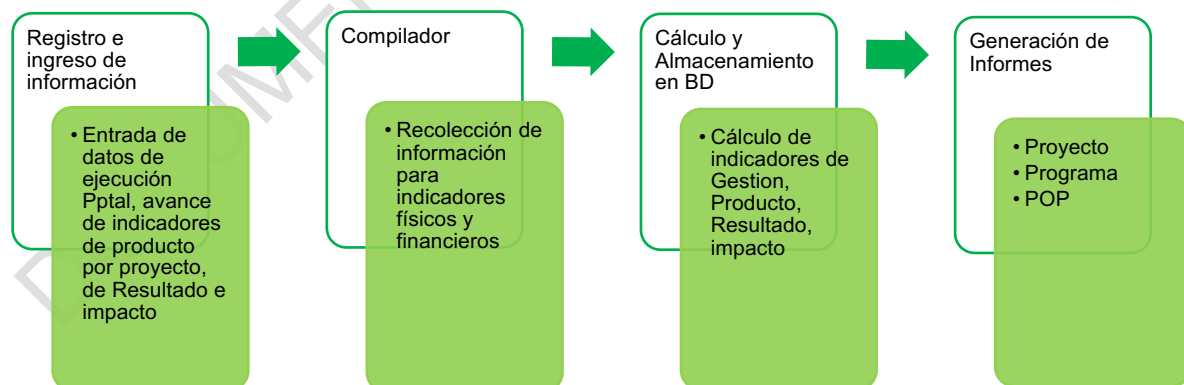 Registro e
ingreso de
información
• Entrada de
datos de
ejecución
Pptal, avance
de indicadores
de producto
por proyecto,
de Resultado e
impacto
Compilador
• Recolección de
información
para
indicadores
físicos y
financieros
Cálculo y
Almacenamiento
en BD
• Cálculo de
indicadores de
Gestion,
Producto,
Resultado,
impacto
Generación de
Informes
• Proyecto
• Programa
• POP